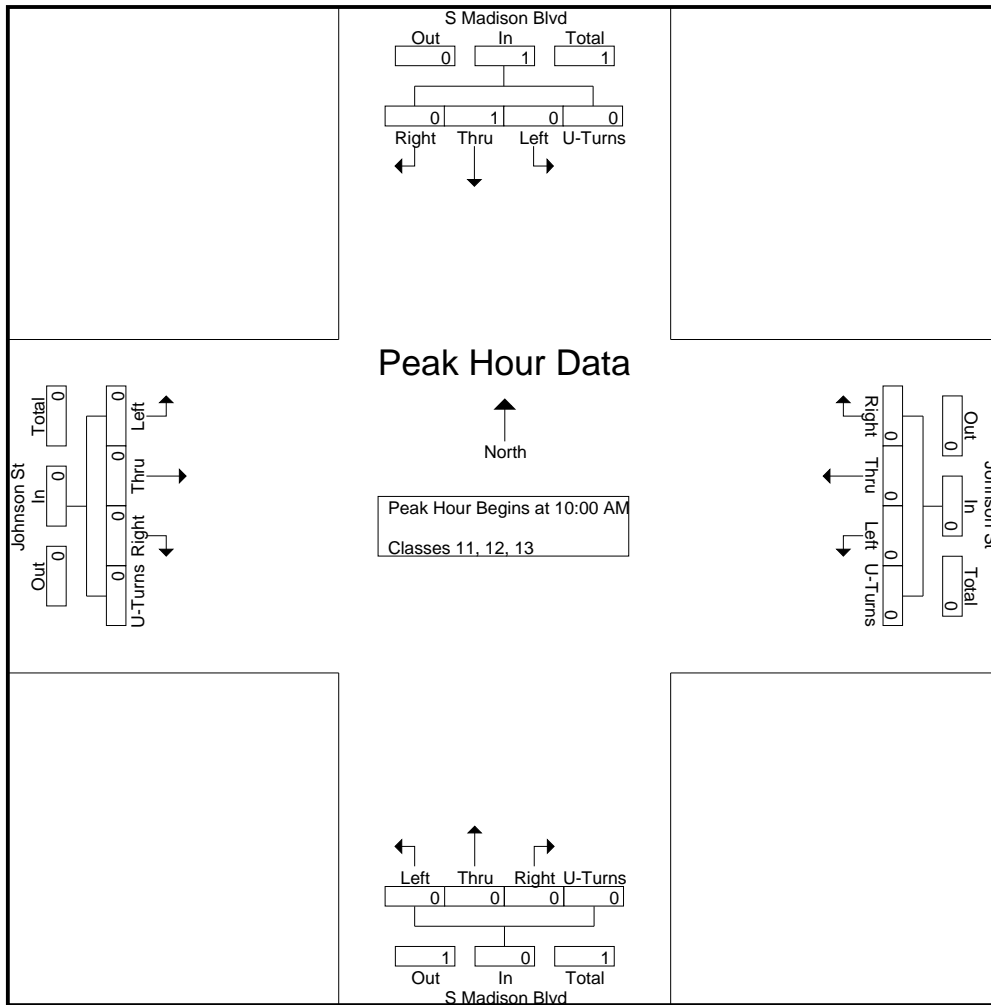 S Madison Blvd
Out In Total
0 1 1
0 1 0 0
Right Thru Left U-Turns
Peak Hour Data
North
Peak Hour Begins at 10:00 AM
Classes 11, 12, 13
Johnson St
Out In Total
0 0 0
U-Turns Right Thru Left
0 0 0 0
Johnson St
Out In Total
0 0 0
Right Thru Left U-Turns
0 0 0 0
Left Thru Right U-Turns
0 0 0 0
1 0 1
Out In Total
S Madison Blvd